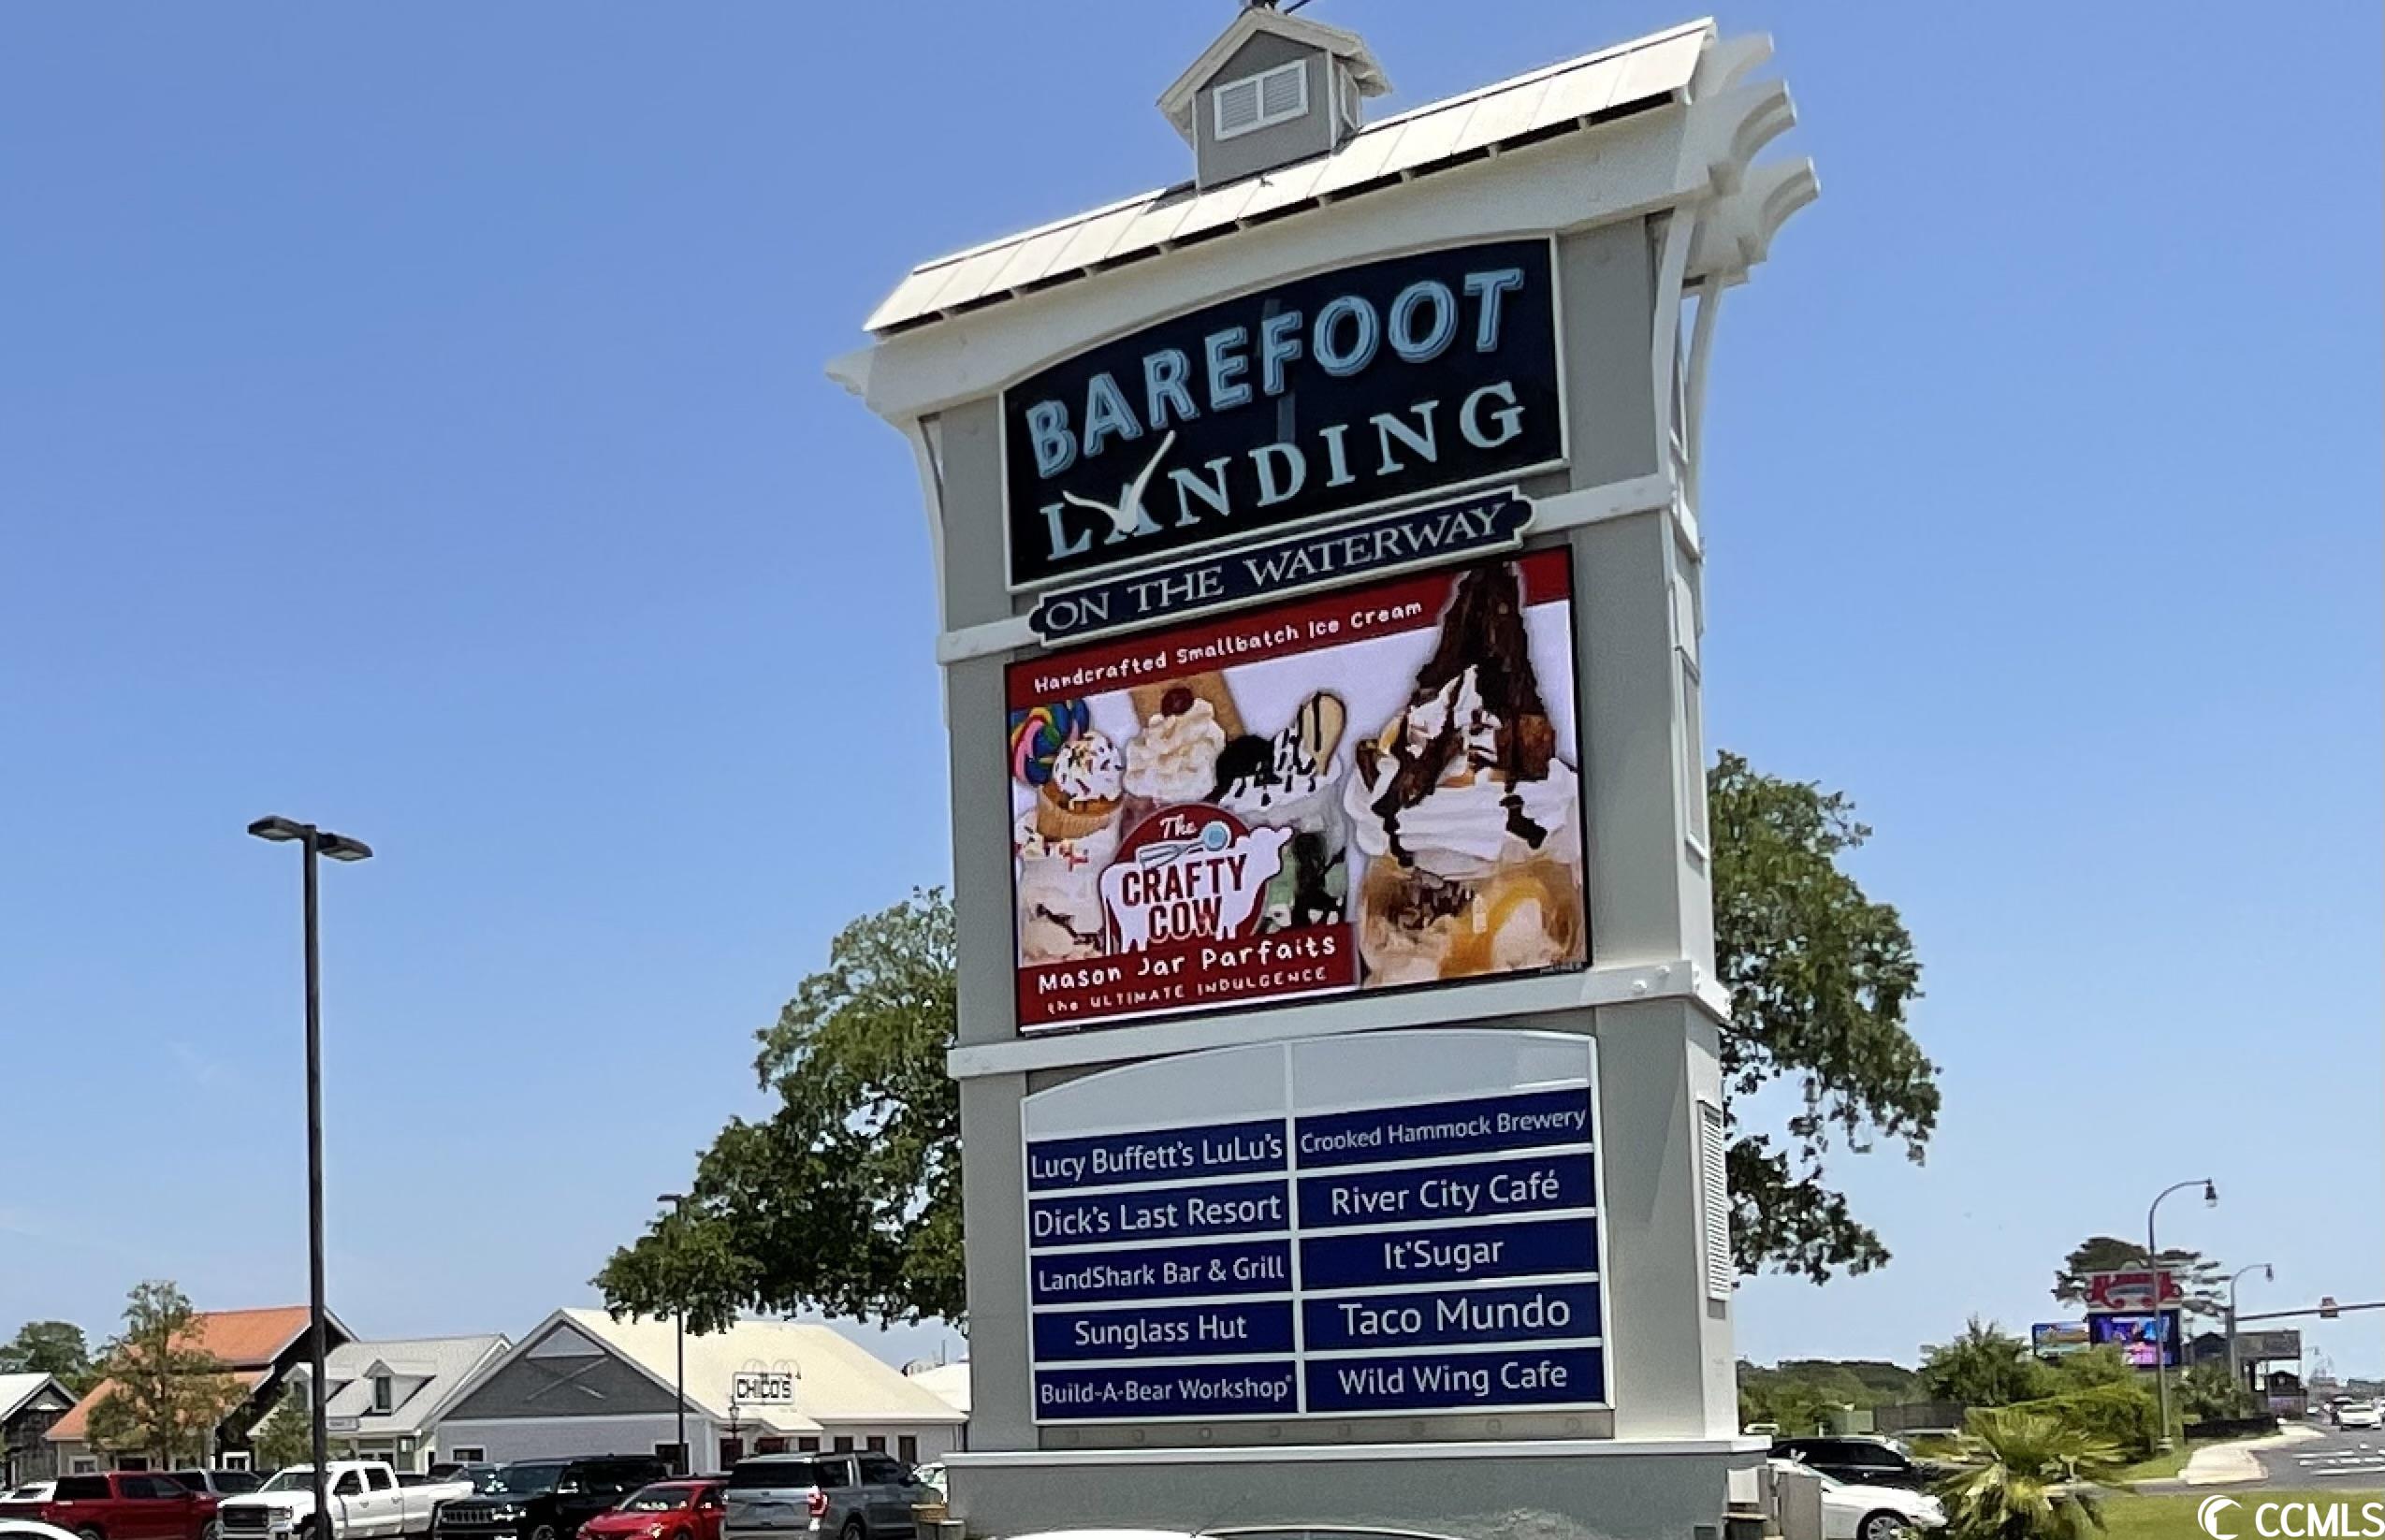 BAREFOOT
LANDING
ON THE WATERWAY
Handcrafted Smallbatch Ice Cream
The
CRAFTY
COW
Mason Jar Parfaits
the ULTIMATE INDULGENCE
Lucy Buffett's LuLu's
Crooked Hammock Brewery
Dick's Last Resort
River City Café
LandShark Bar & Grill
It'Sugar
Sunglass Hut
Taco Mundo
Build-A-Bear Workshop®
Wild Wing Cafe
CHICO'S
CCMLS